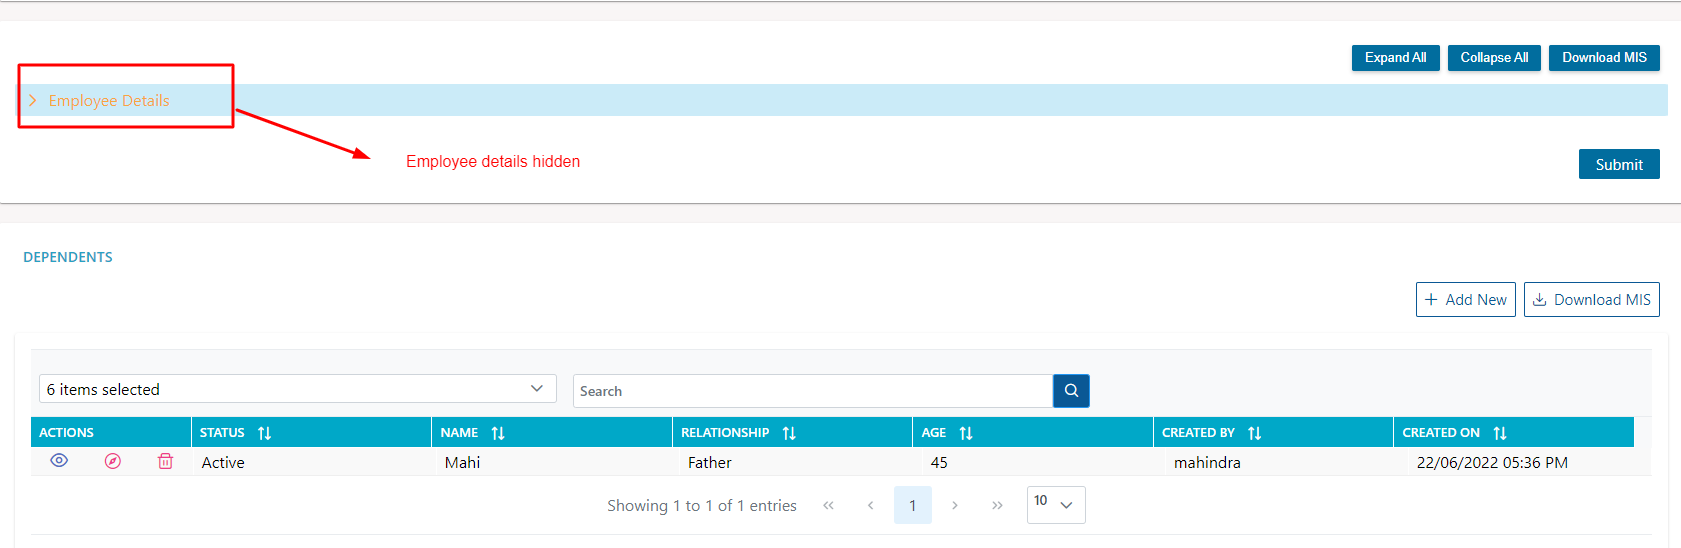 Expand All Collapse All Download MIS
Employee Details
Employee details hidden
Submit
DEPENDENTS
Add New Download MIS
6 items selected Search
ACTIONS STATUS NAME RELATIONSHIP AGE CREATED BY CREATED ON
Active Mahi Father 45 mahindra 22/06/2022 05:36 PM
Showing 1 to 1 of 1 entries « ‹ 1 › » 10